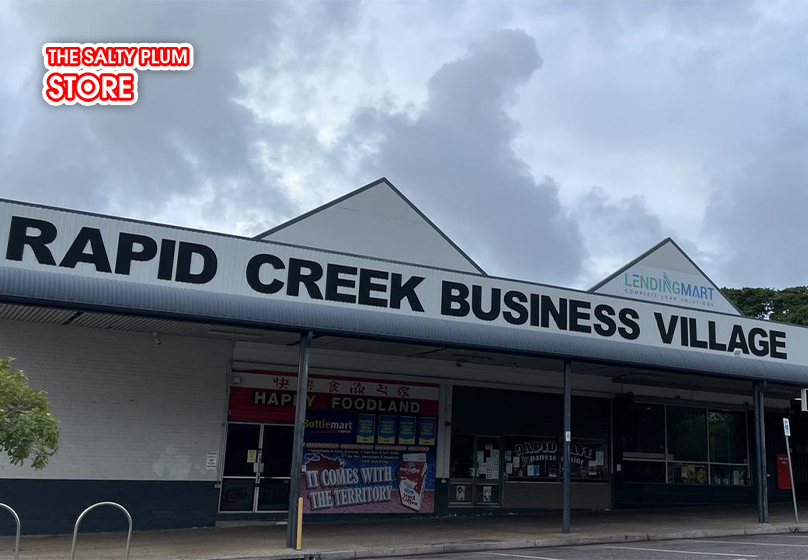 THE SALTY PLUM
STORE
LENDINGMART
COMPLETE LOAN SOLUTIONS
RAPID CREEK BUSINESS VILLAGE
快樂食品之家
HAPPY FOODLAND
Bottlemart
IT COMES WITH
THE TERRITORY
RAPID CAFE